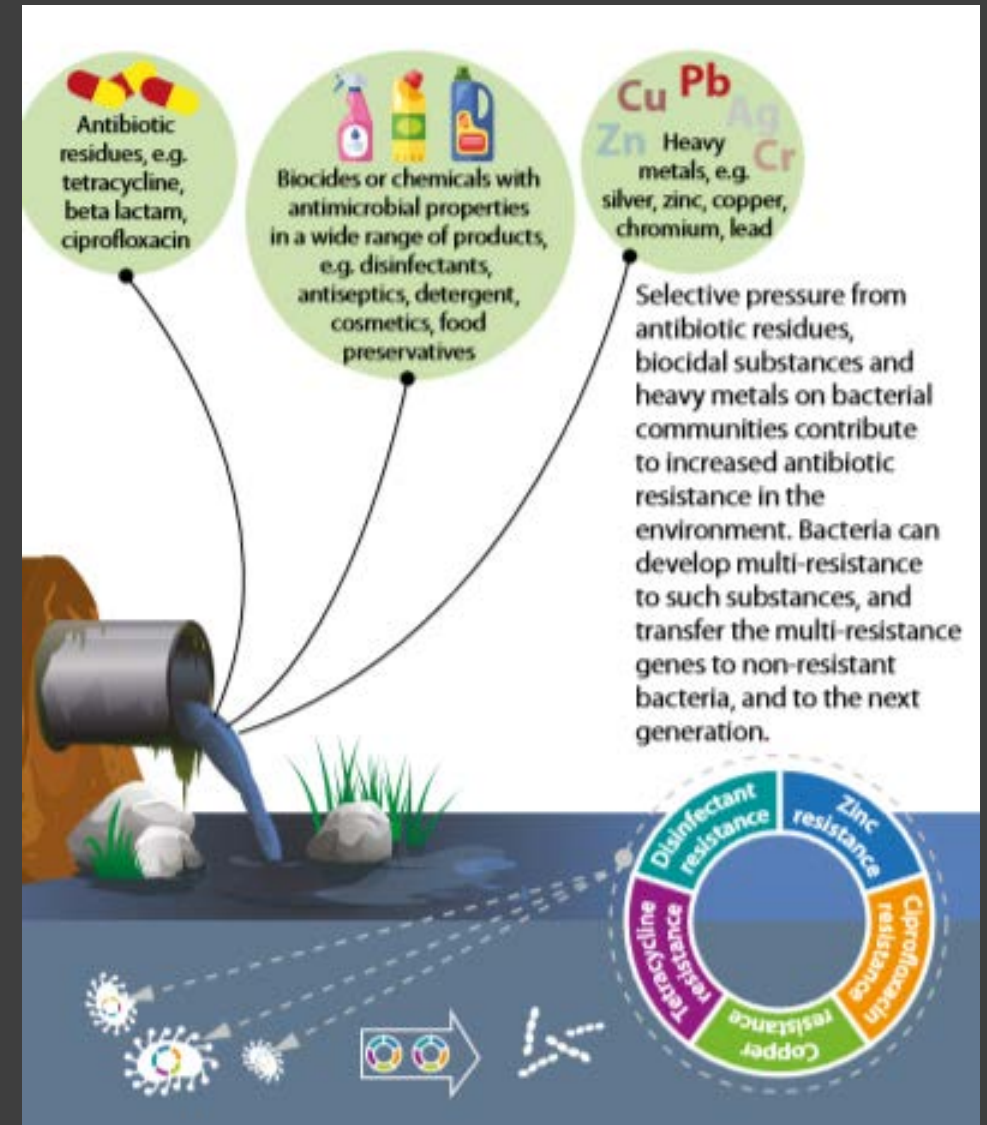 Antibiotic
residues, e.g.
tetracycline,
beta lactam,
ciprofloxacin
Biocides or chemicals with
antimicrobial properties
in a wide range of products,
e.g. disinfectants,
antiseptics, detergent,
cosmetics, food
preservatives
Cu Pb Ag
Zn Cr
Heavy
metals, e.g.
silver, zinc, copper,
chromium, lead
Selective pressure from
antibiotic residues,
biocidal substances and
heavy metals on bacterial
communities contribute
to increased antibiotic
resistance in the
environment. Bacteria can
develop multi-resistance
to such substances, and
transfer the multi-resistance
genes to non-resistant
bacteria, and to the next
generation.
Disinfectant
resistance
Zinc
resistance
Ciprofloxacin
resistance
Copper
resistance
Tetracycline
resistance